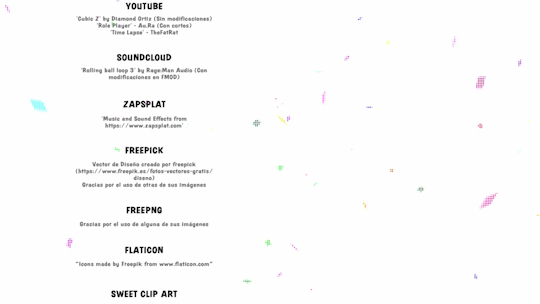 YOUTUBE
'Cubic Z' by Diamond Ortiz (Sin modificaciones)
'Role Player' - Au.Ra (Con cortes)
'Time Lapse' - TheFatRat
SOUNDCLOUD
'Rolling ball loop 3' by Rage:Man Audio (Con
modificaciones en FMOD)
ZAPSPLAT
'Music and Sound Effects from
https://www.zapsplat.com'
FREEPICK
Vector de Diseño creado por freepick
(https://www.freepik.es/fotos-vectores-gratis/
diseno)
Gracias por el uso de otras de sus imágenes
FREEPNG
Gracias por el uso de alguna de sus imágenes
FLATICON
"Icons made by Freepik from www.flaticon.com"
SWEET CLIP ART